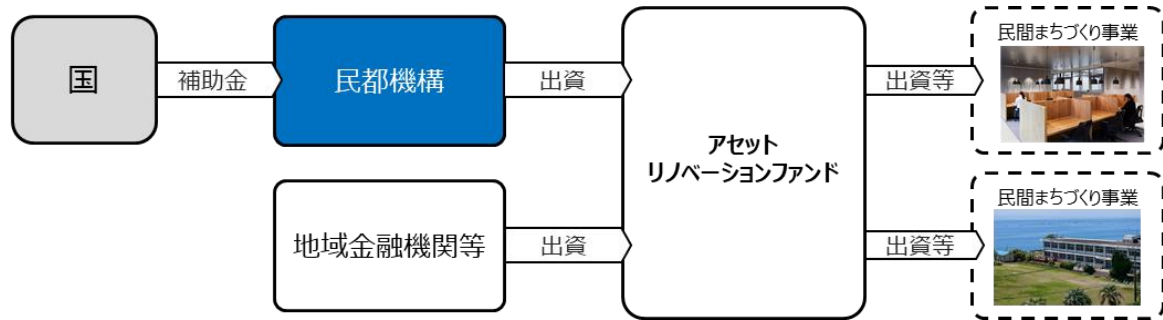 国
補助金
民都機構
出資
アセット
リノベーションファンド
出資等
民間まちづくり事業
地域金融機関等
出資
出資等
民間まちづくり事業